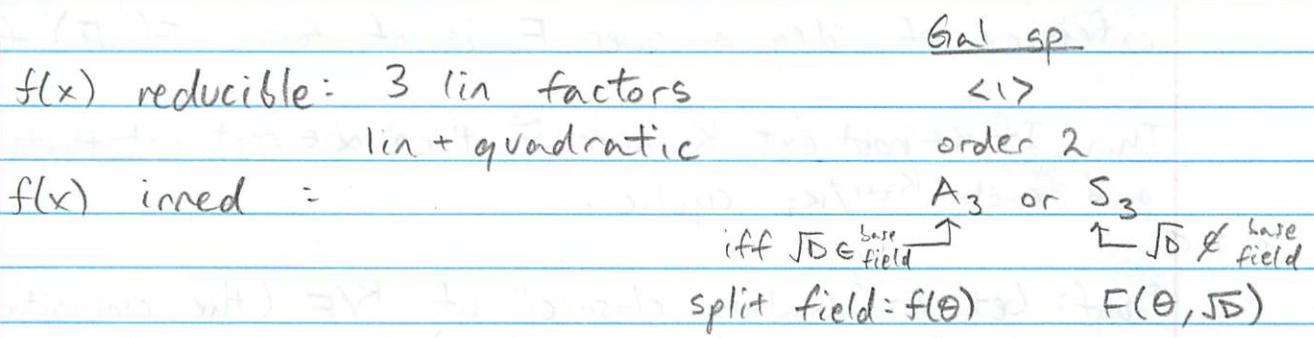 Gal gp
f(x) reducible: 3 lin factors <1>
lin + quadratic order 2
f(x) irred : A₃ or S₃
iff √D ∈ base field √D ∉ base field
split field = f(θ) F(θ, √D)